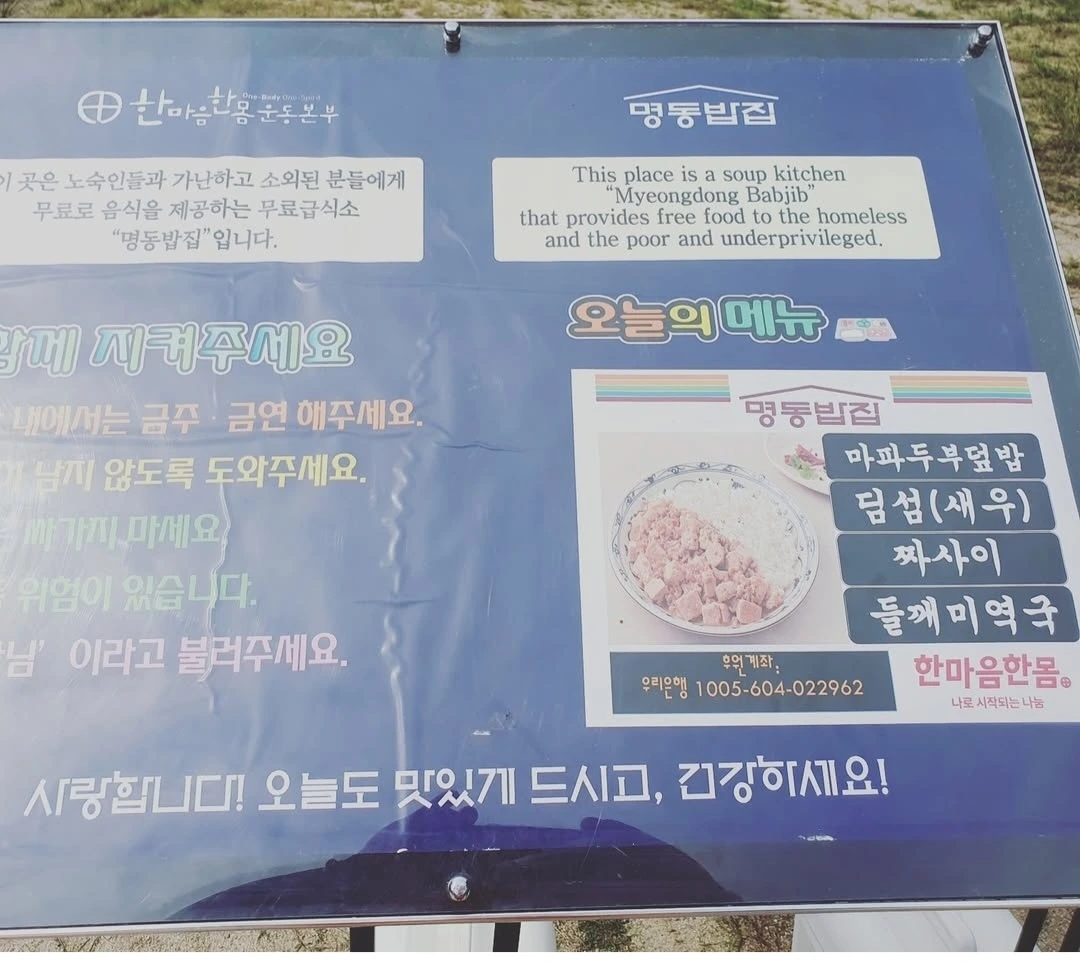 한마음한몸운동본부
One-Body One-Spirit
이 곳은 노숙인들과 가난하고 소외된 분들에게
무료로 음식을 제공하는 무료급식소
“명동밥집”입니다.
명동밥집
This place is a soup kitchen
“Myeongdong Babjib”
that provides free food to the homeless
and the poor and underprivileged.
함께 지켜주세요
내에서는 금주 · 금연 해주세요.
남지 않도록 도와주세요.
싸가지 마세요
위험이 있습니다.
이라고 불러주세요.
오늘의 메뉴
명동밥집
마파두부덮밥
딤섬(새우)
짜사이
들깨미역국
후원계좌:
우리은행 1005-604-022962
한마음한몸
나로 시작되는 나눔
사랑합니다! 오늘도 맛있게 드시고, 건강하세요!